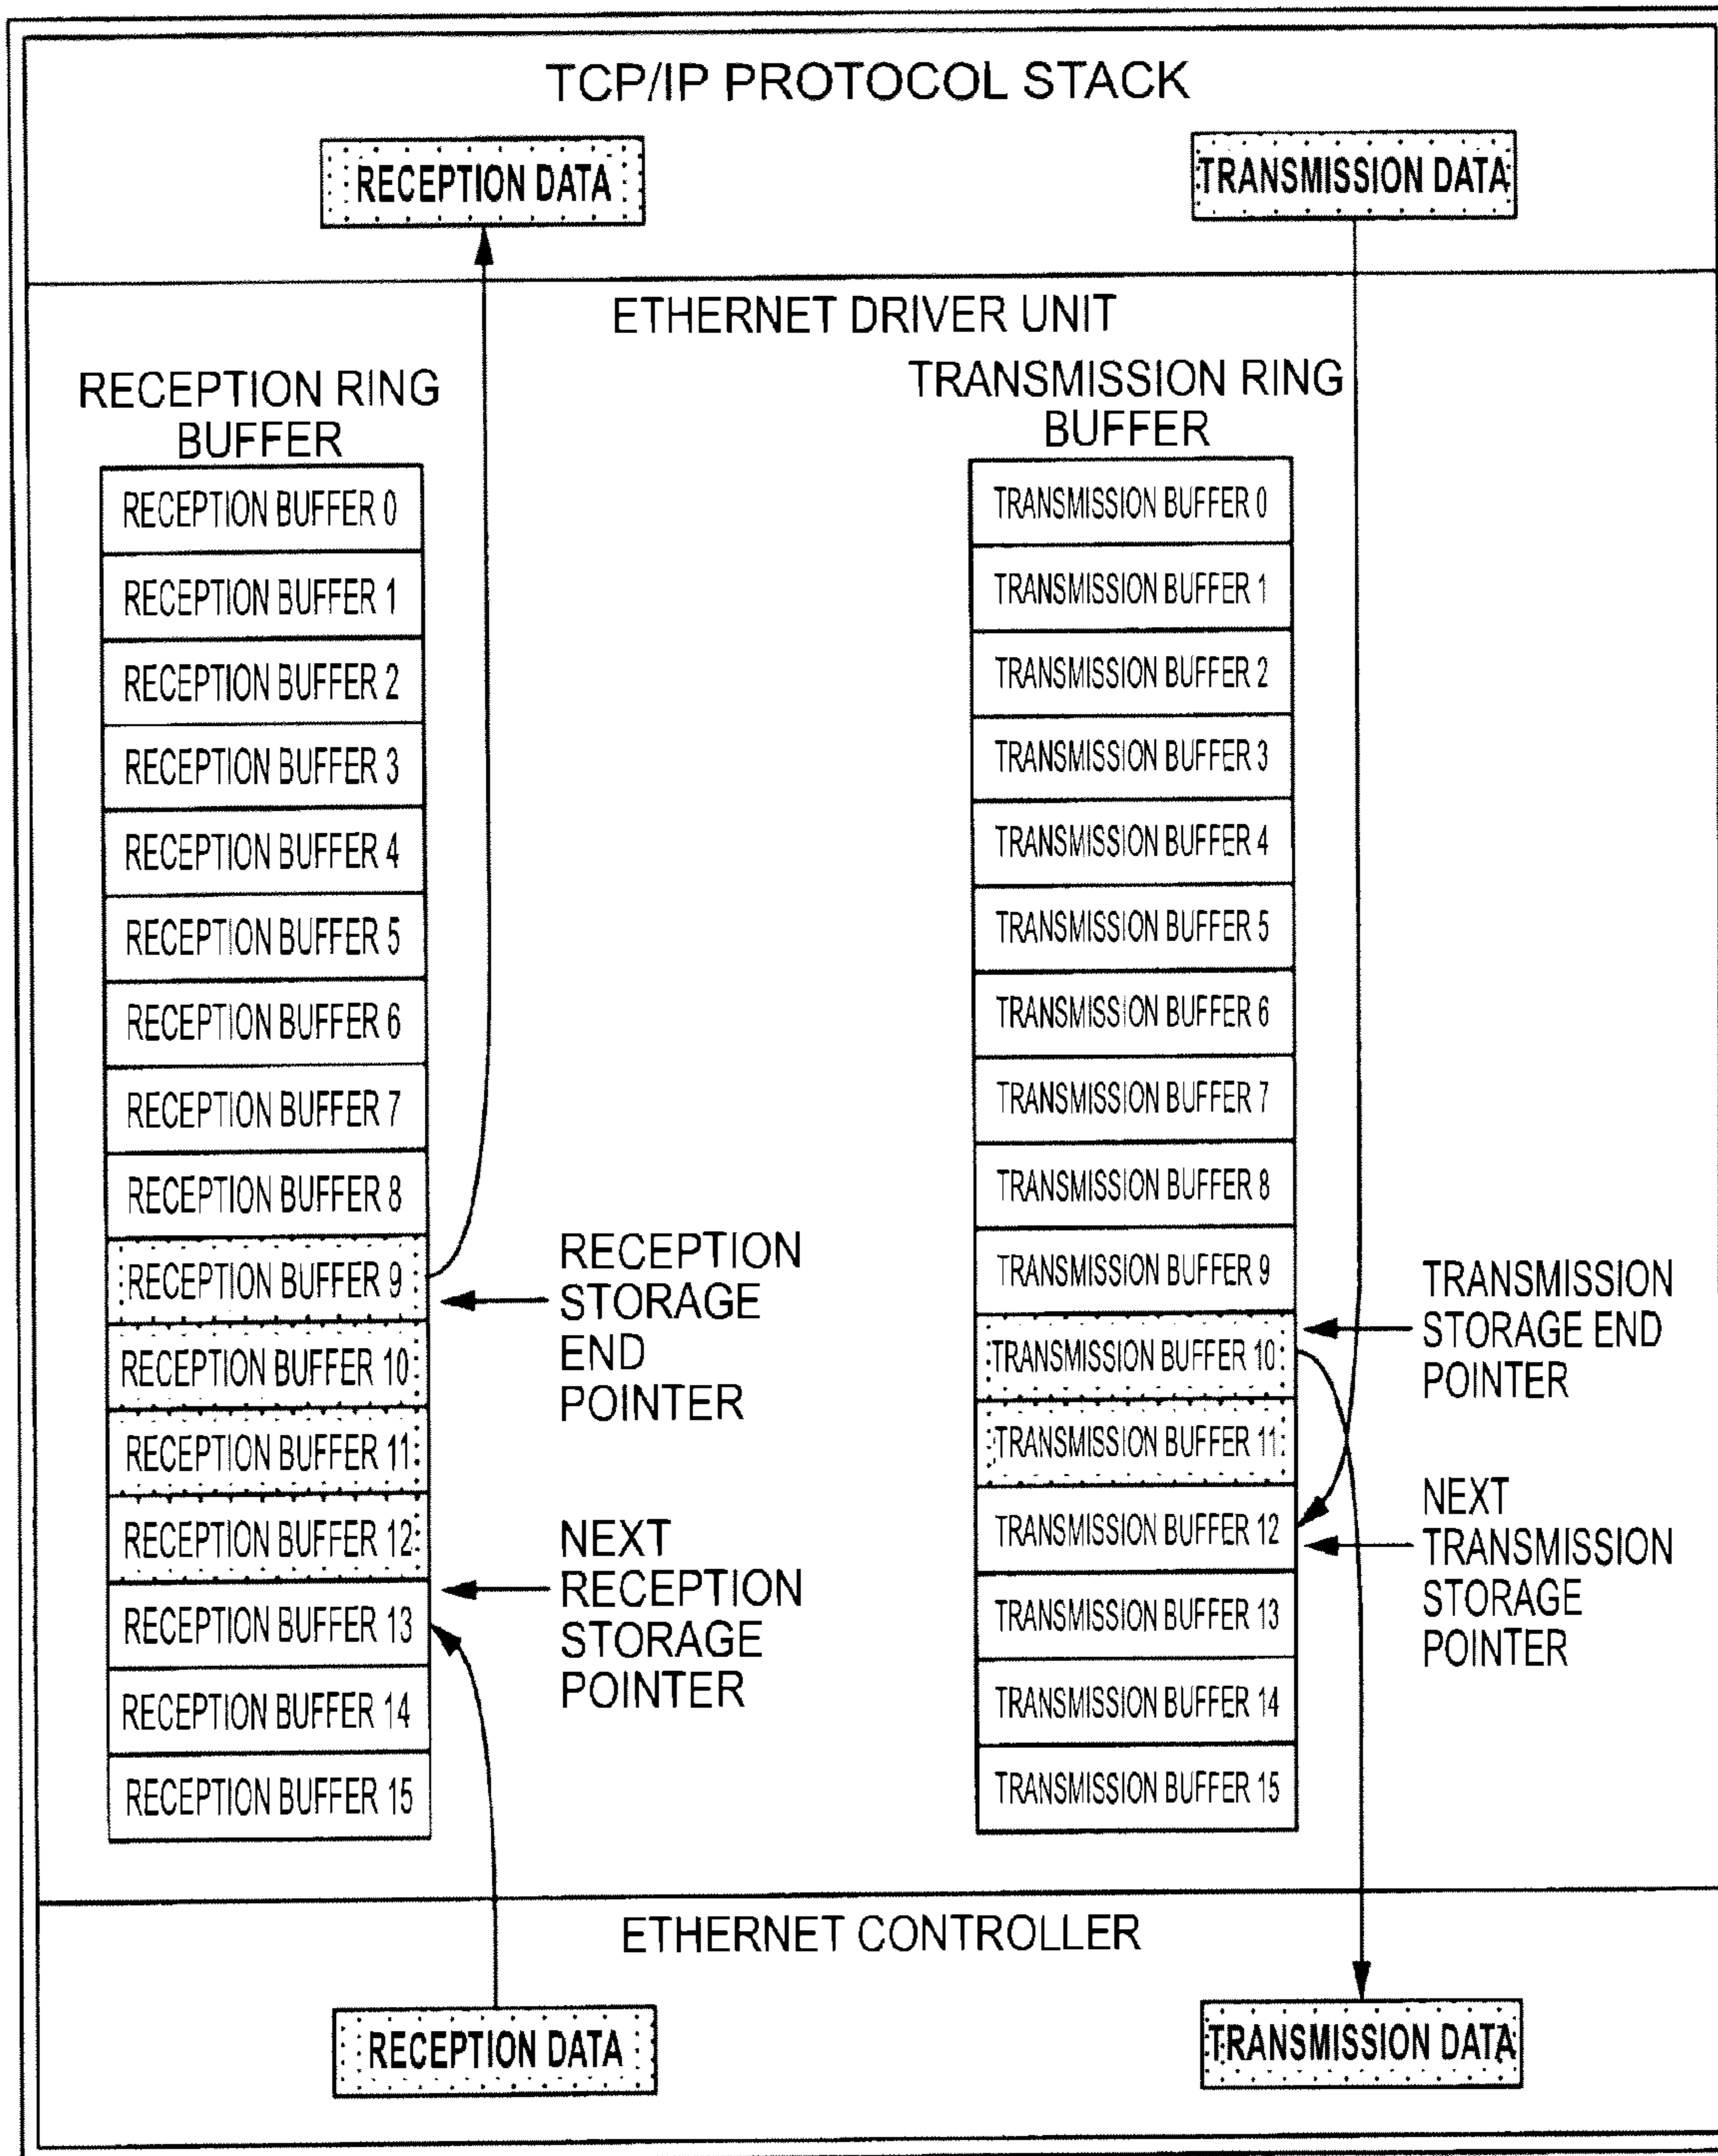 TCP/IP PROTOCOL STACK
RECEPTION DATA
TRANSMISSION DATA
ETHERNET DRIVER UNIT
RECEPTION RING
BUFFER
RECEPTION BUFFER 0
RECEPTION BUFFER 1
RECEPTION BUFFER 2
RECEPTION BUFFER 3
RECEPTION BUFFER 4
RECEPTION BUFFER 5
RECEPTION BUFFER 6
RECEPTION BUFFER 7
RECEPTION BUFFER 8
RECEPTION BUFFER 9
RECEPTION BUFFER 10
RECEPTION BUFFER 11
RECEPTION BUFFER 12
RECEPTION BUFFER 13
RECEPTION BUFFER 14
RECEPTION BUFFER 15
RECEPTION
STORAGE
END
POINTER
NEXT
RECEPTION
STORAGE
POINTER
TRANSMISSION RING
BUFFER
TRANSMISSION BUFFER 0
TRANSMISSION BUFFER 1
TRANSMISSION BUFFER 2
TRANSMISSION BUFFER 3
TRANSMISSION BUFFER 4
TRANSMISSION BUFFER 5
TRANSMISSION BUFFER 6
TRANSMISSION BUFFER 7
TRANSMISSION BUFFER 8
TRANSMISSION BUFFER 9
TRANSMISSION BUFFER 10
TRANSMISSION BUFFER 11
TRANSMISSION BUFFER 12
TRANSMISSION BUFFER 13
TRANSMISSION BUFFER 14
TRANSMISSION BUFFER 15
TRANSMISSION
STORAGE END
POINTER
NEXT
TRANSMISSION
STORAGE
POINTER
ETHERNET CONTROLLER
RECEPTION DATA
TRANSMISSION DATA